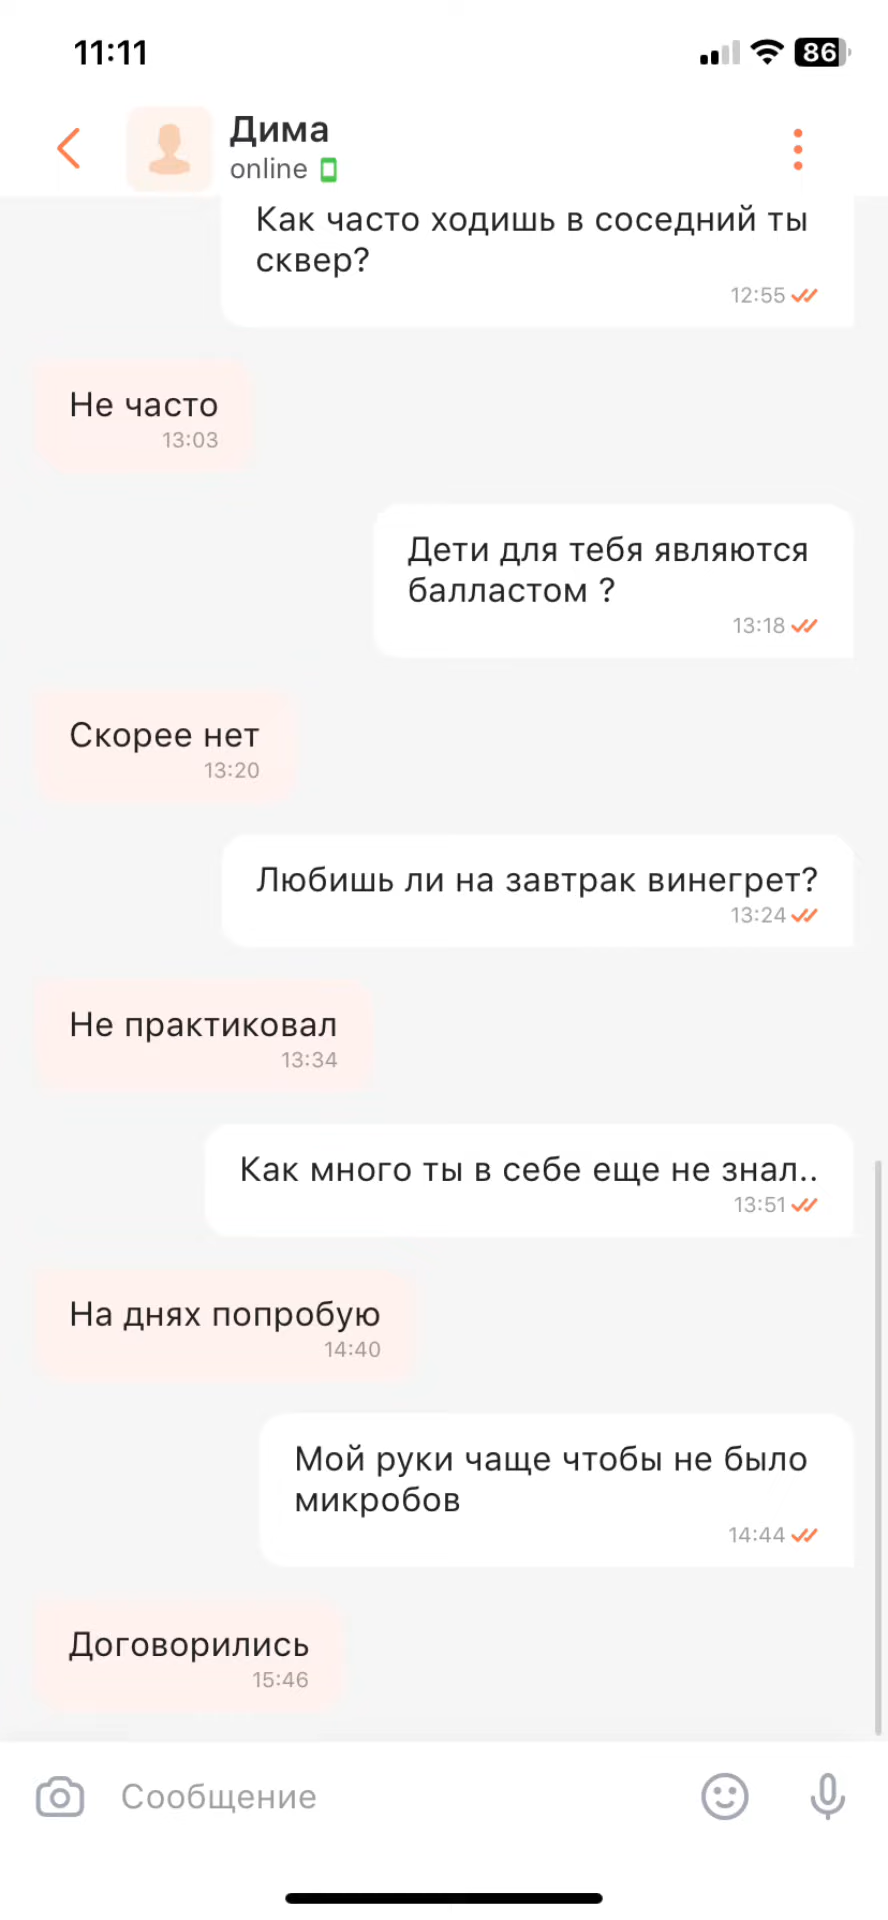 11:11
86
Дима
online
Как часто ходишь в соседний ты
сквер?
12:55
Не часто
13:03
Дети для тебя являются
балластом ?
13:18
Скорее нет
13:20
Любишь ли на завтрак винегрет?
13:24
Не практиковал
13:34
Как много ты в себе еще не знал..
13:51
На днях попробую
14:40
Мой руки чаще чтобы не было
микробов
14:44
Договорились
15:46
Сообщение